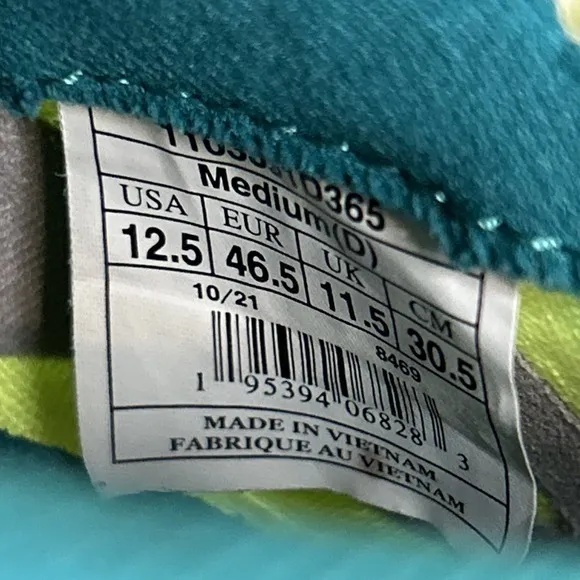 Medium(D)
USA EUR UK CM
12.5 46.5 11.5 30.5
10/21 8469
1 95394 06828 3
MADE IN VIETNAM
FABRIQUE AU VIETNAM